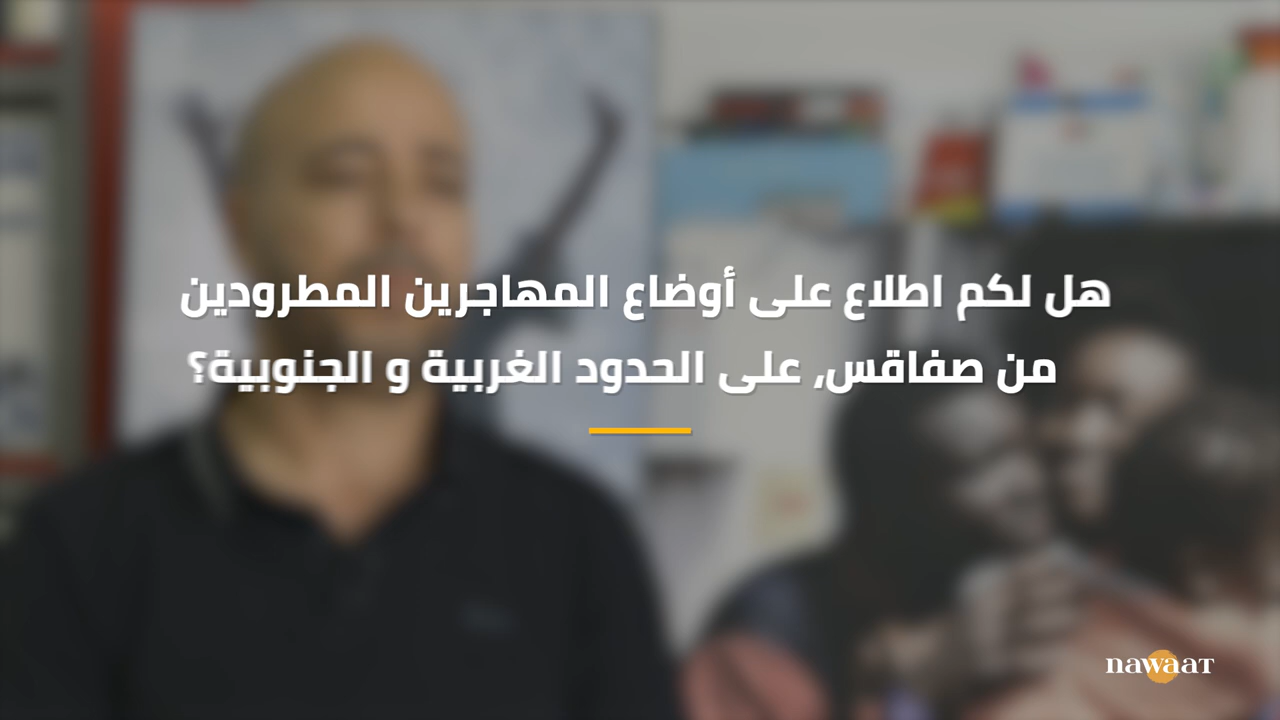 هل لكم اطلاع على أوضاع المهاجرين المطرودين
من صفاقس, على الحدود الغربية و الجنوبية؟
nawaat